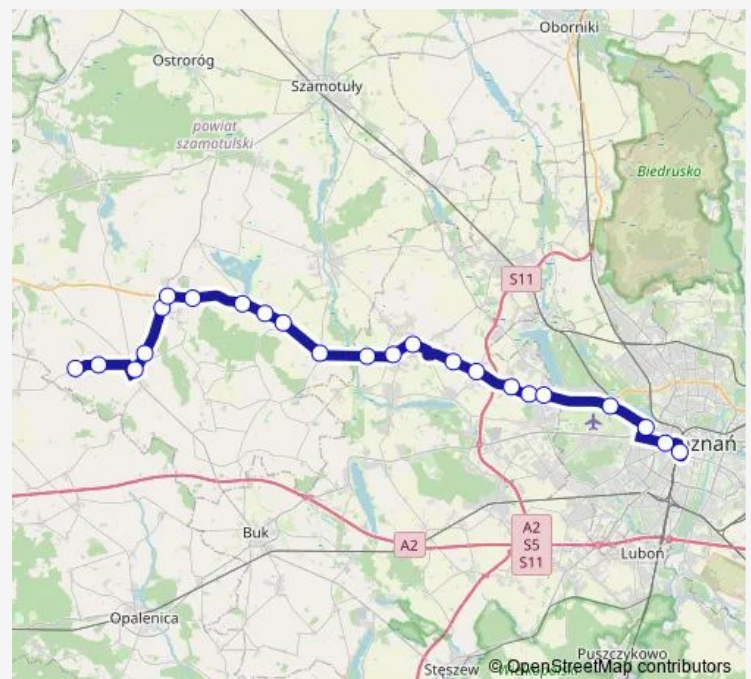 Oborniki
Ostroróg
Szamotuły
powiat
szamotulski
Biedrusko
S11
znań
A2
S5
S11
Buk
A2
Luboń
Opalenica
Puszczykowo
Stęszew
© OpenStreetMap contributors